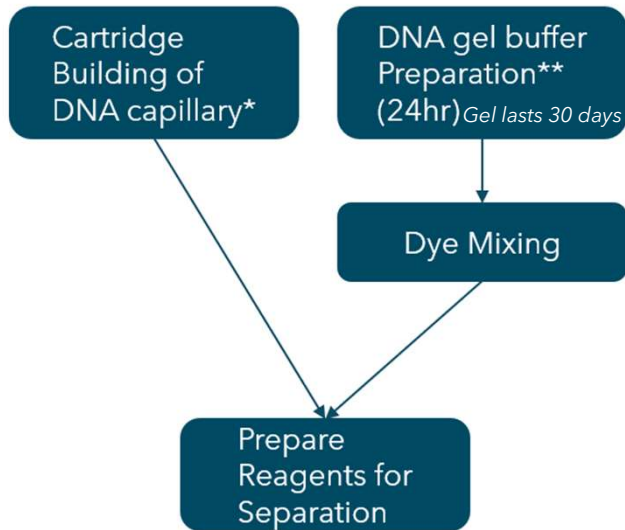 Cartridge
Building of
DNA capillary*
DNA gel buffer
Preparation**
(24hr) Gel lasts 30 days
Dye Mixing
Prepare
Reagents for
Separation